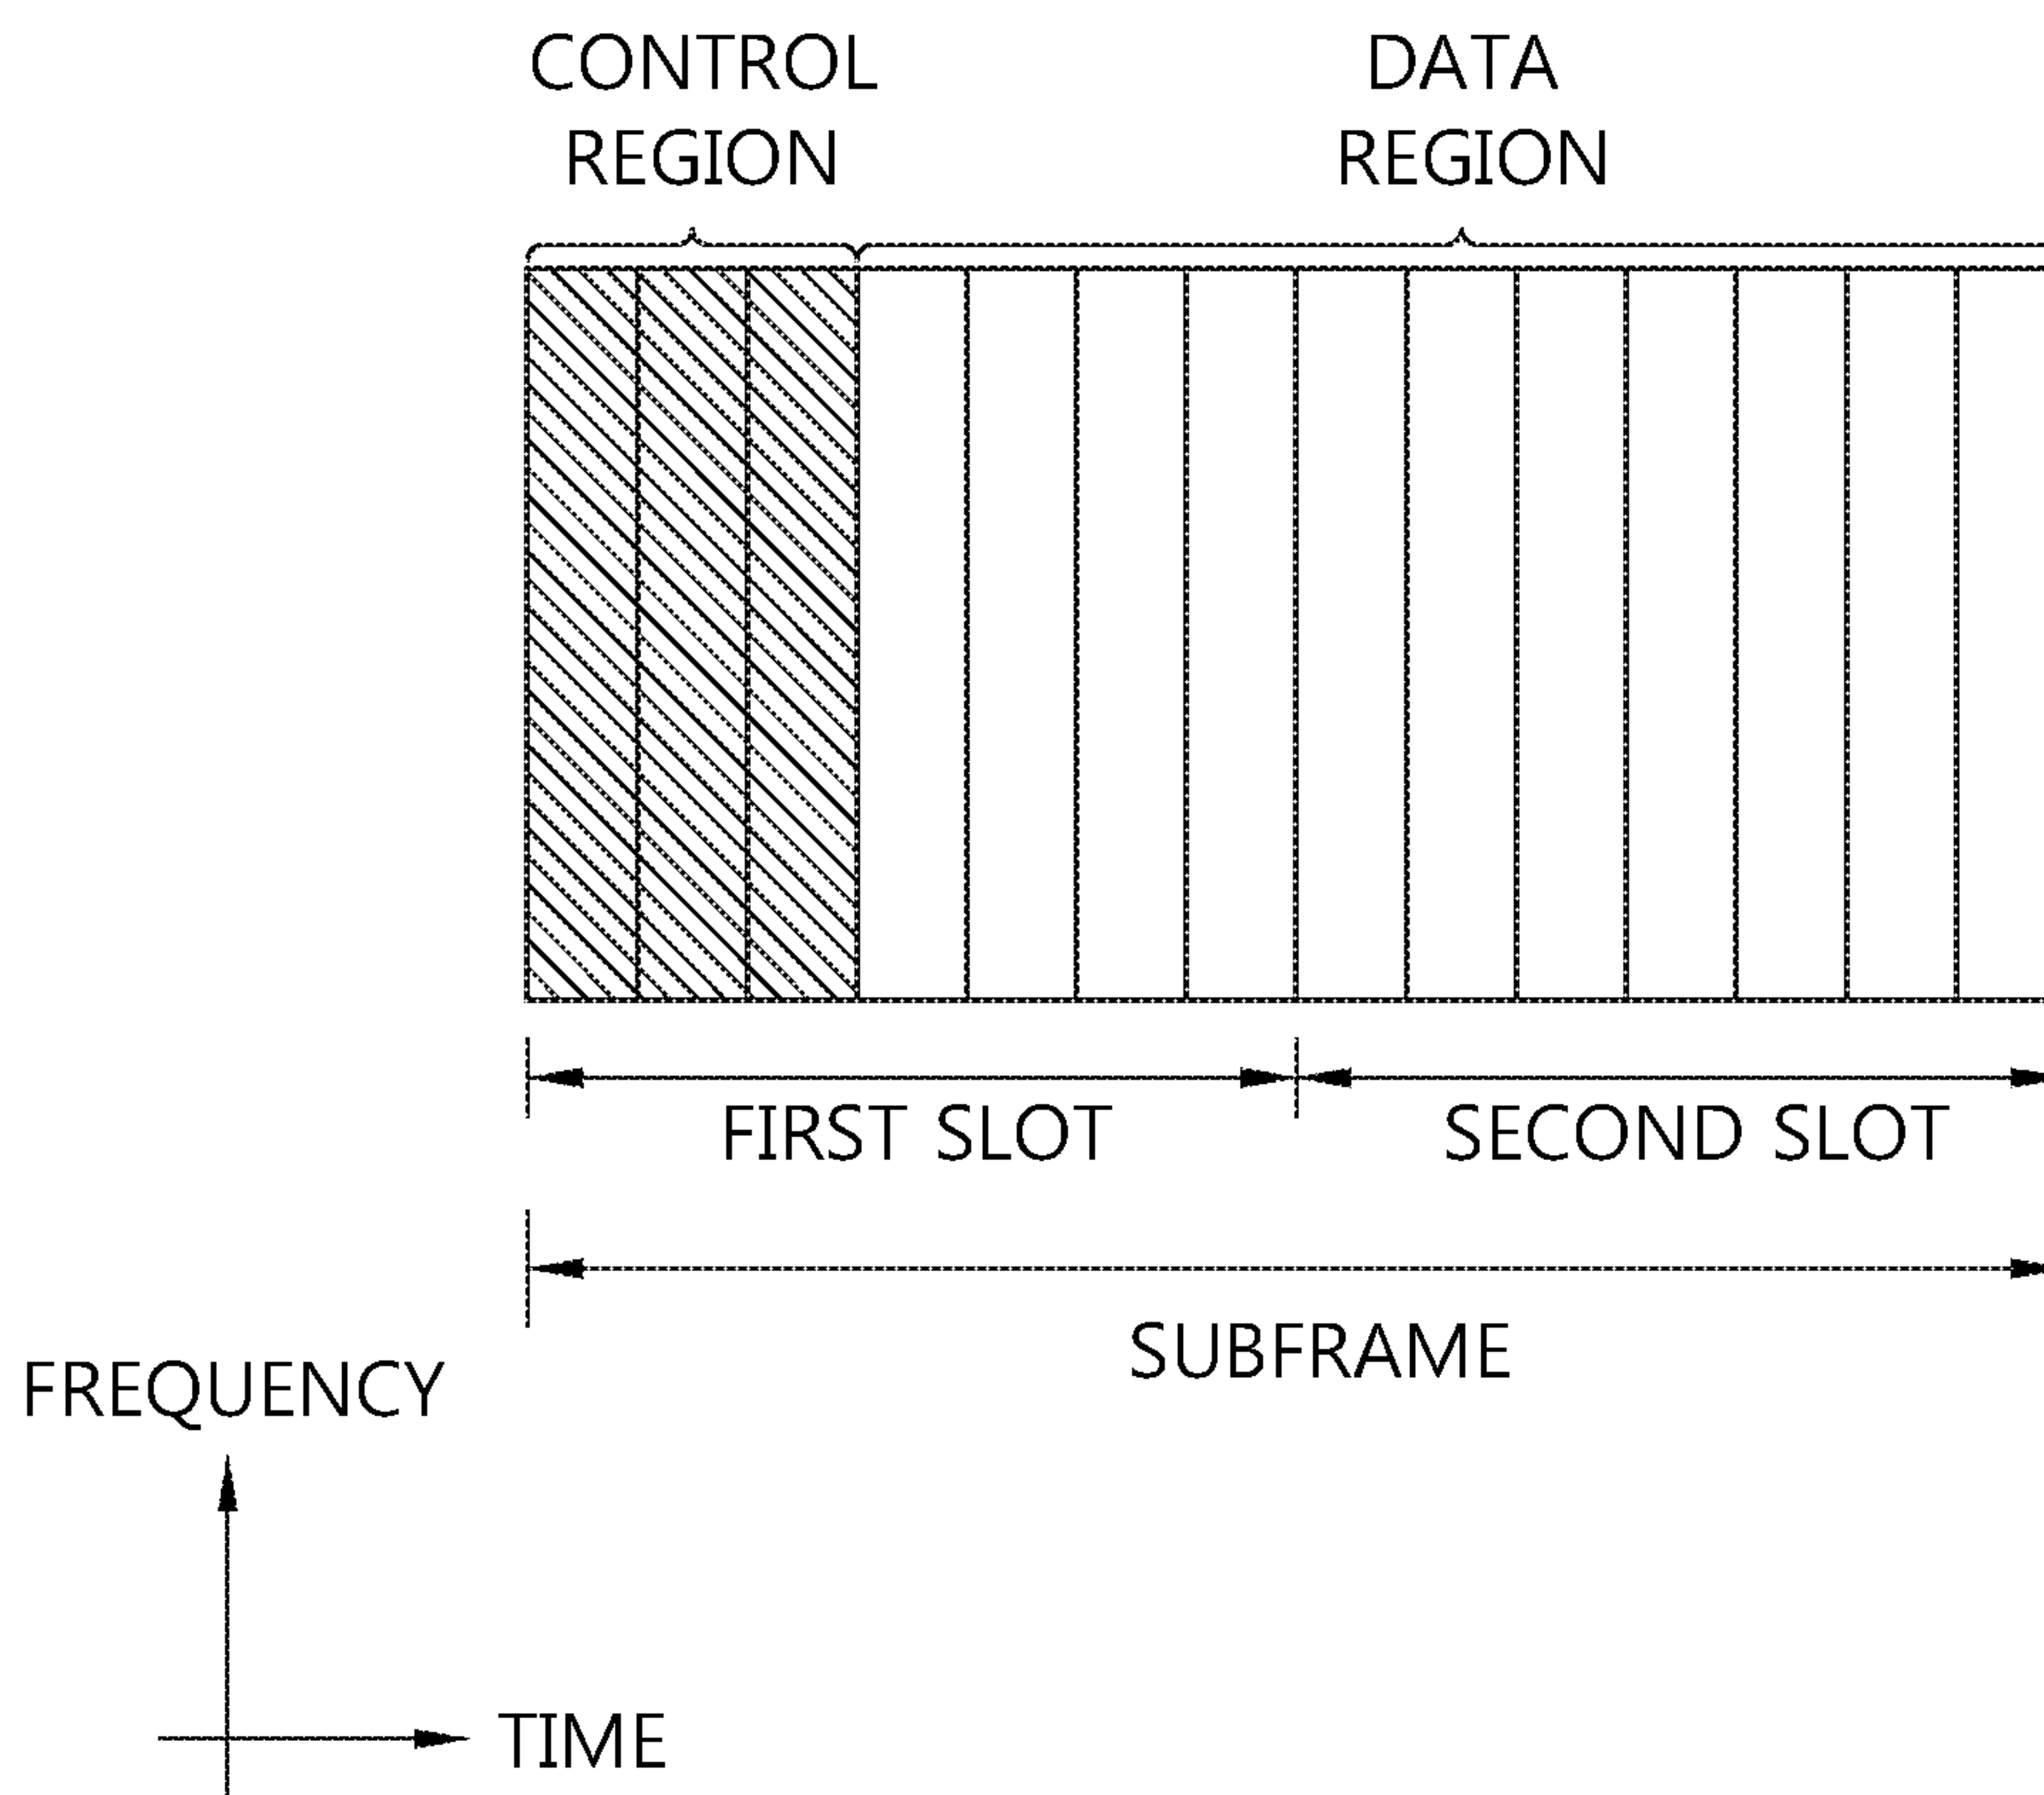 CONTROL
REGION
DATA
REGION
FIRST SLOT
SECOND SLOT
SUBFRAME
FREQUENCY
TIME